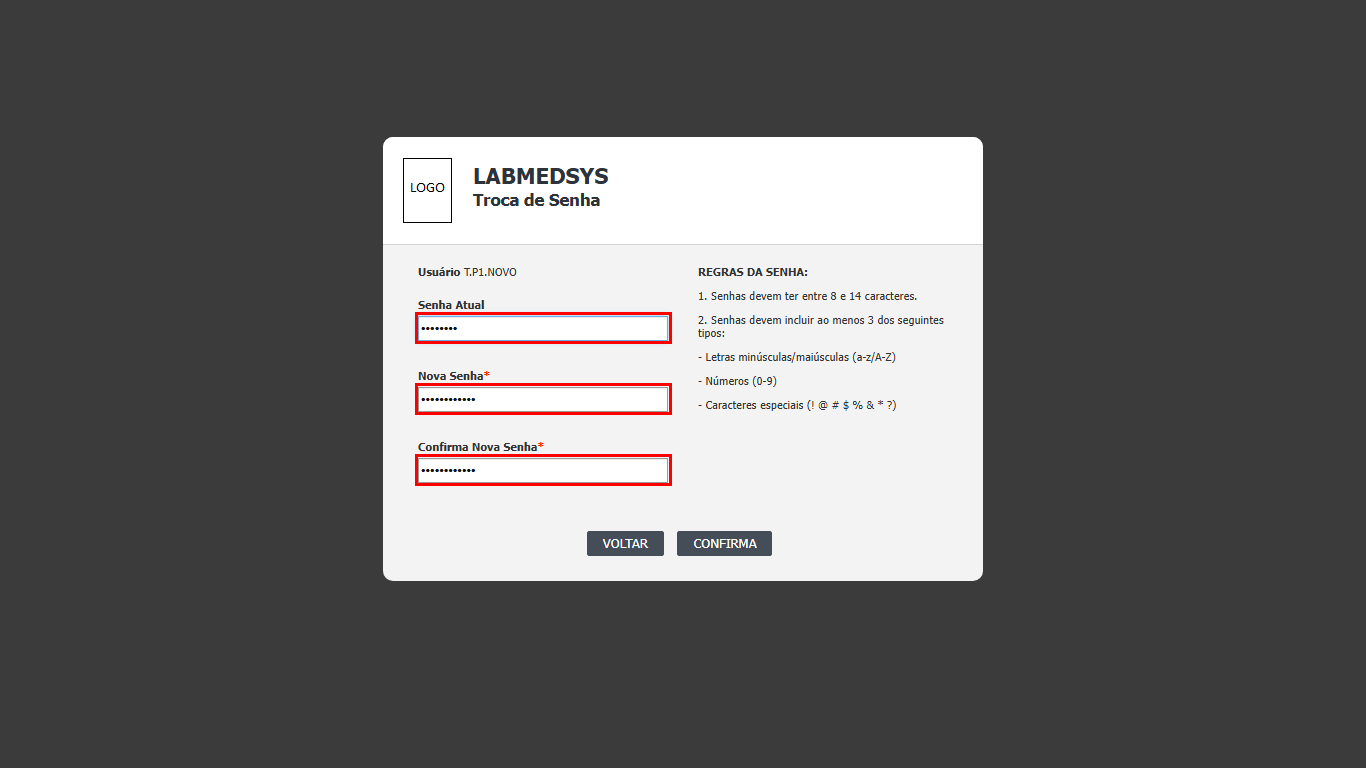 LOGO
LABMEDSYS
Troca de Senha
Usuário T.P1.NOVO
Senha Atual
••••••••
Nova Senha*
••••••••••••
Confirma Nova Senha*
••••••••••••
REGRAS DA SENHA:
1. Senhas devem ter entre 8 e 14 caracteres.
2. Senhas devem incluir ao menos 3 dos seguintes
tipos:
- Letras minúsculas/maiúsculas (a-z/A-Z)
- Números (0-9)
- Caracteres especiais (! @ # $ % & * ?)
VOLTAR
CONFIRMA